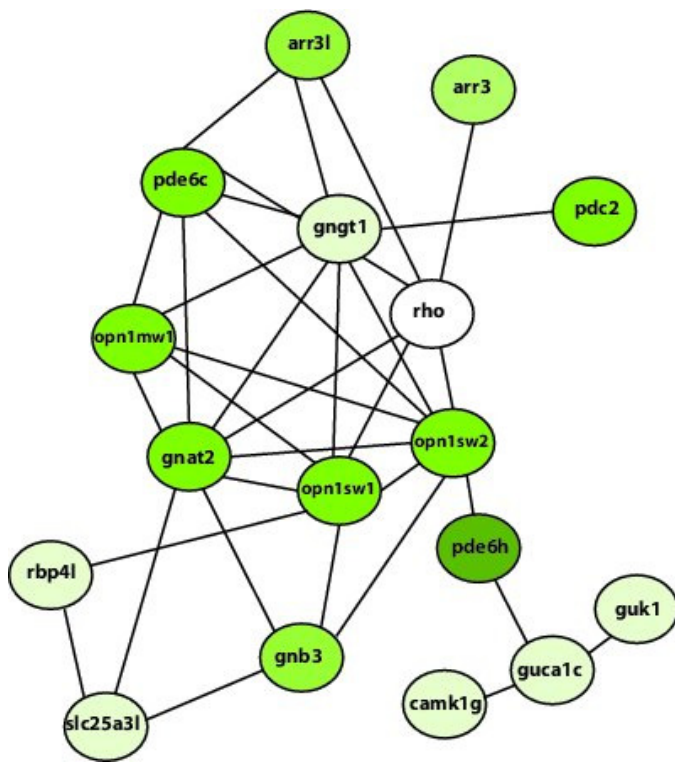 arr3l
arr3
pde6c
pdc2
gngt1
rho
opn1mw1
opn1sw2
gnat2
opn1sw1
pde6h
rbp4l
guk1
gnb3
guca1c
camk1g
slc25a3l